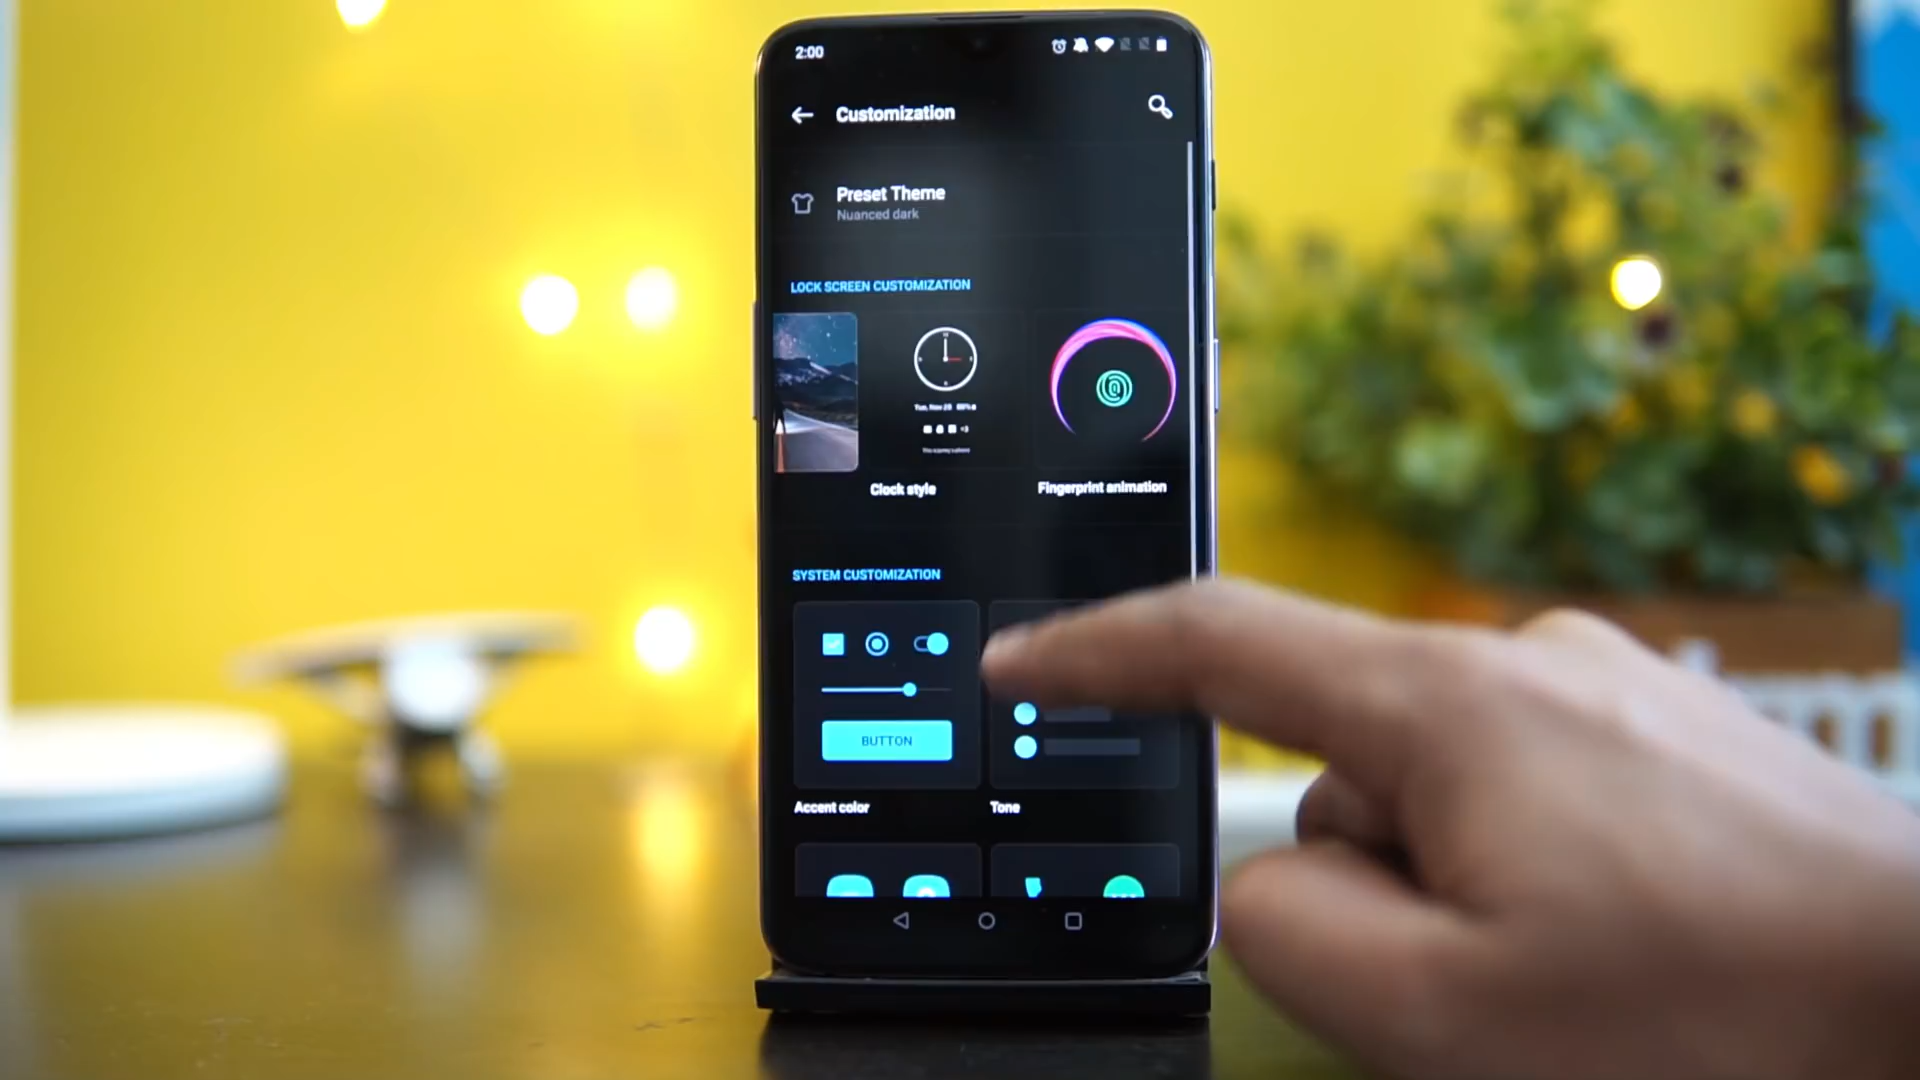 2:00
Customization
Preset Theme
Nuanced dark
LOCK SCREEN CUSTOMIZATION
Clock style
Fingerprint animation
SYSTEM CUSTOMIZATION
BUTTON
Accent color
Tone